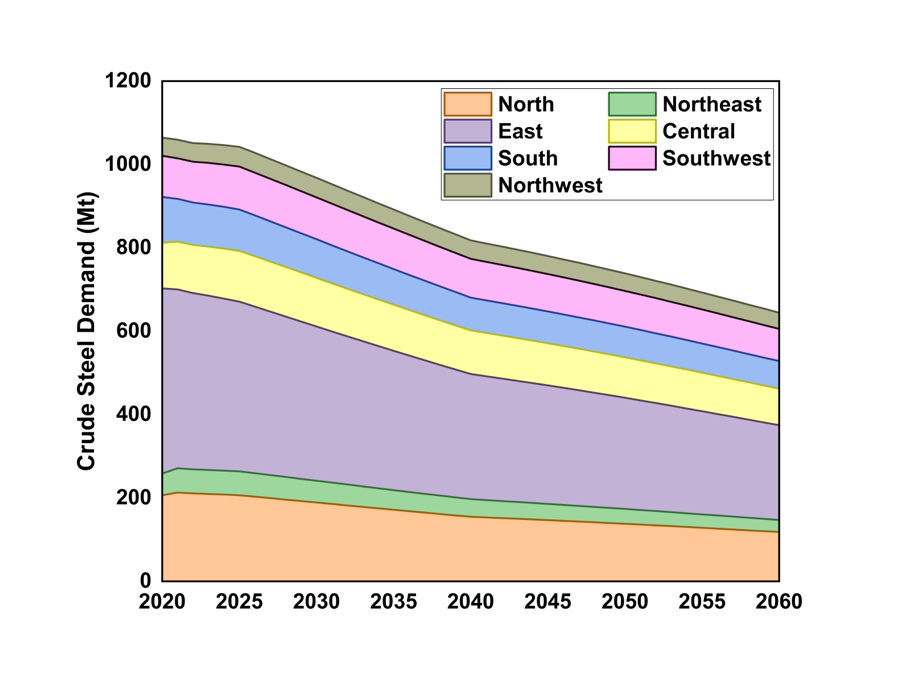 1200
1000
800
600
400
200
0
Crude Steel Demand (Mt)
North Northeast
East Central
South Southwest
Northwest
2020 2025 2030 2035 2040 2045 2050 2055 2060